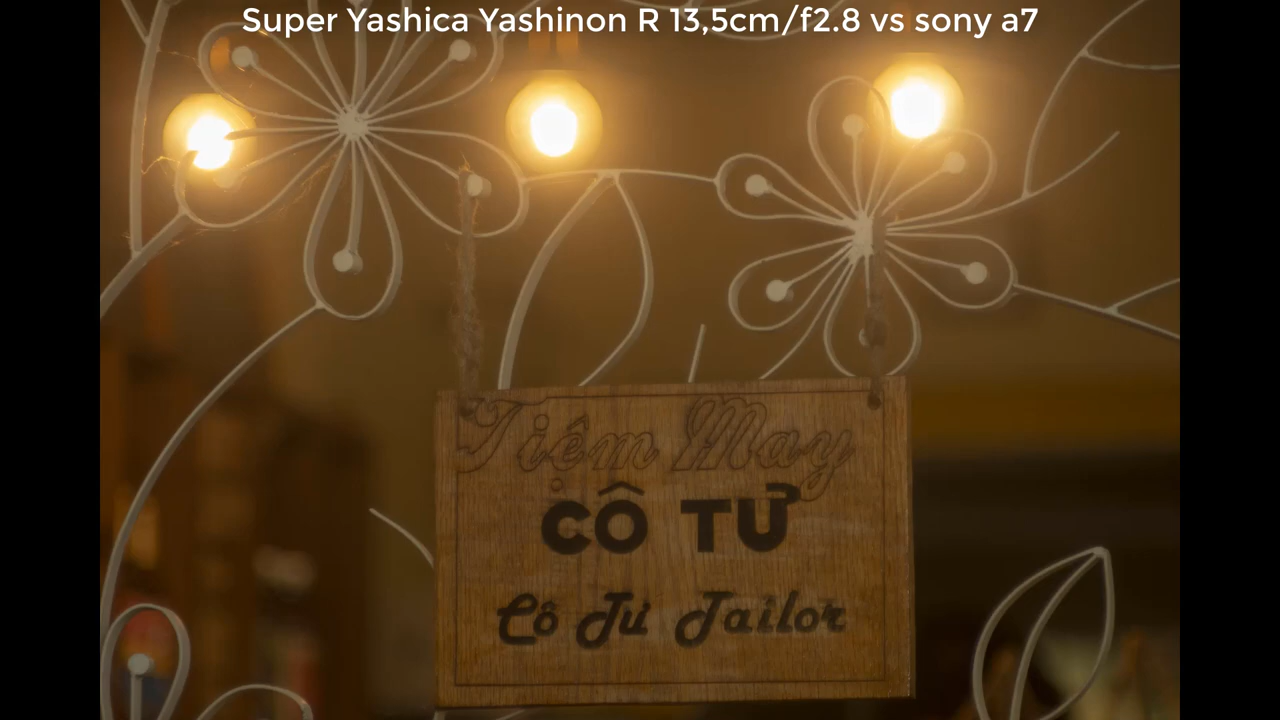 Super Yashica Yashinon R 13,5cm/f2.8 vs sony a7
Tiệm May
CÔ TƯ
Cô Tư Tailor